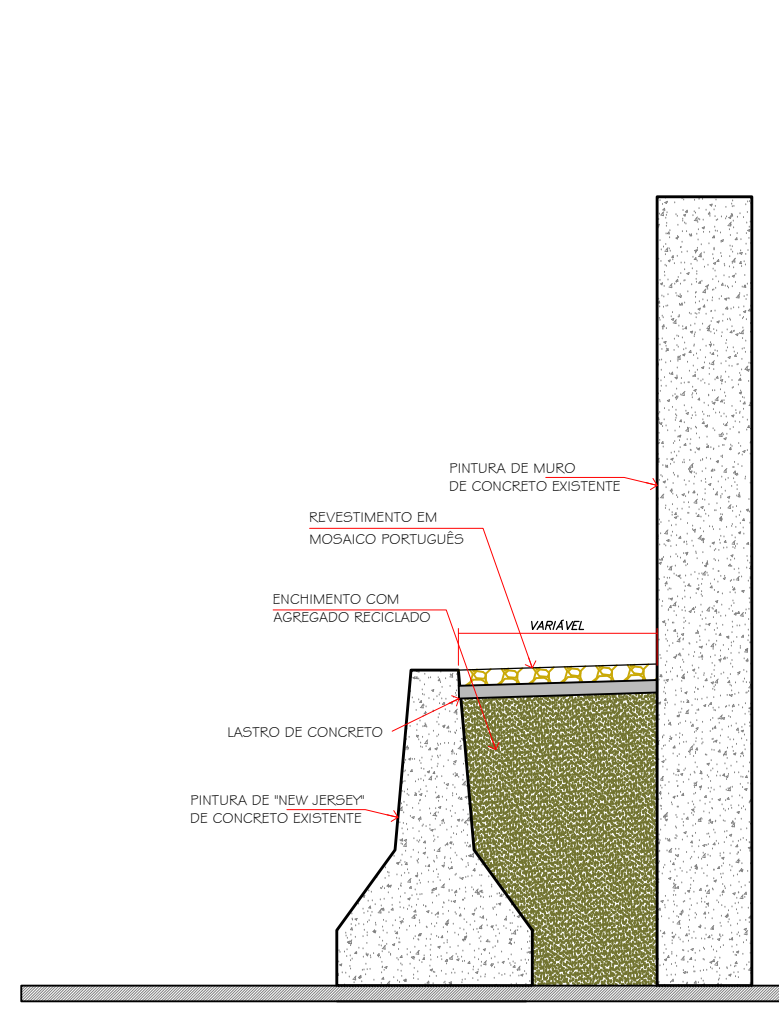 PINTURA DE MURO
DE CONCRETO EXISTENTE
REVESTIMENTO EM
MOSAICO PORTUGUÊS
ENCHIMENTO COM
AGREGADO RECICLADO
VARIÁVEL
LASTRO DE CONCRETO
PINTURA DE "NEW JERSEY"
DE CONCRETO EXISTENTE